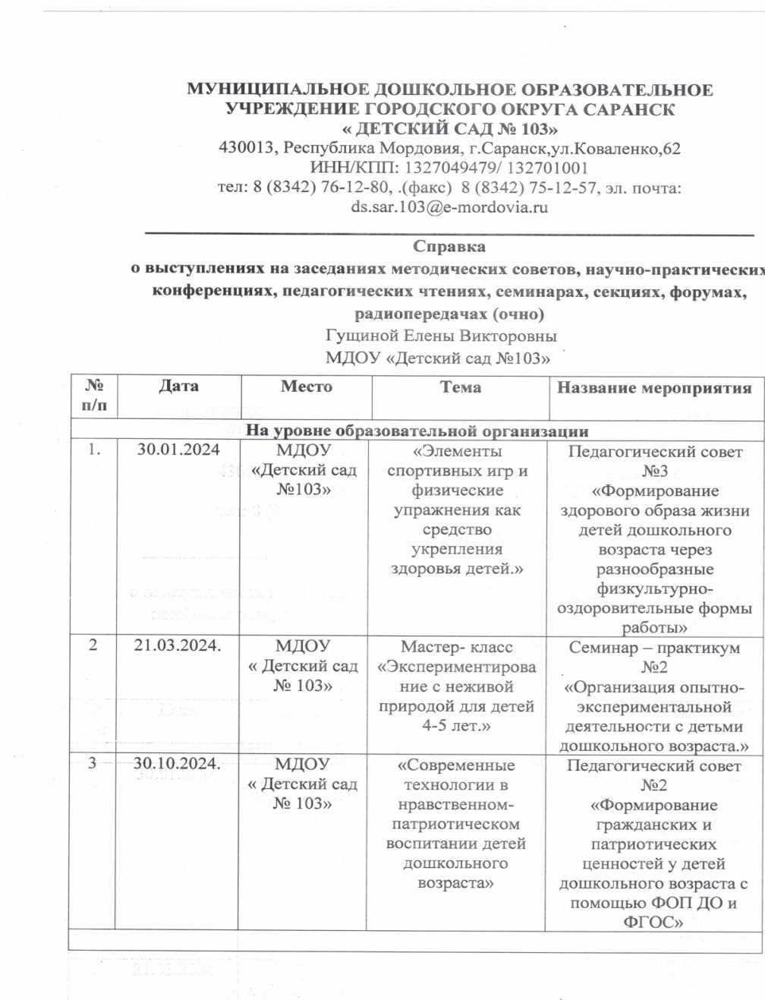 МУНИЦИПАЛЬНОЕ ДОШКОЛЬНОЕ ОБРАЗОВАТЕЛЬНОЕ
УЧРЕЖДЕНИЕ ГОРОДСКОГО ОКРУГА САРАНСК
« ДЕТСКИЙ САД № 103»
430013, Республика Мордовия, г.Саранск,ул.Коваленко,62
ИНН/КПП: 1327049479/ 132701001
тел: 8 (8342) 76-12-80, .(факс)  8 (8342) 75-12-57, эл. почта:
ds.sar.103@e-mordovia.ru
Справка
о выступлениях на заседаниях методических советов, научно-практических
конференциях, педагогических чтениях, семинарах, секциях, форумах,
радиопередачах (очно)
Гущиной Елены Викторовны
МДОУ «Детский сад №103»
№
п/п
Дата
Место
Тема
Название мероприятия
На уровне образовательной организации
1.
30.01.2024
МДОУ
«Детский сад
№103»
«Элементы
спортивных игр и
физические
упражнения как
средство
укрепления
здоровья детей.»
Педагогический совет
№3
«Формирование
здорового образа жизни
детей дошкольного
возраста через
разнообразные
физкультурно-
оздоровительные формы
работы»
2
21.03.2024.
МДОУ
« Детский сад
№ 103»
Мастер- класс
«Экспериментирова
ние с неживой
природой для детей
4-5 лет.»
Семинар – практикум
№2
«Организация опытно-
экспериментальной
деятельности с детьми
дошкольного возраста.»
3
30.10.2024.
МДОУ
« Детский сад
№ 103»
«Современные
технологии в
нравственном-
патриотическом
воспитании детей
дошкольного
возраста»
Педагогический совет
№2
«Формирование
гражданских и
патриотических
ценностей у детей
дошкольного возраста с
помощью ФОП ДО и
ФГОС»